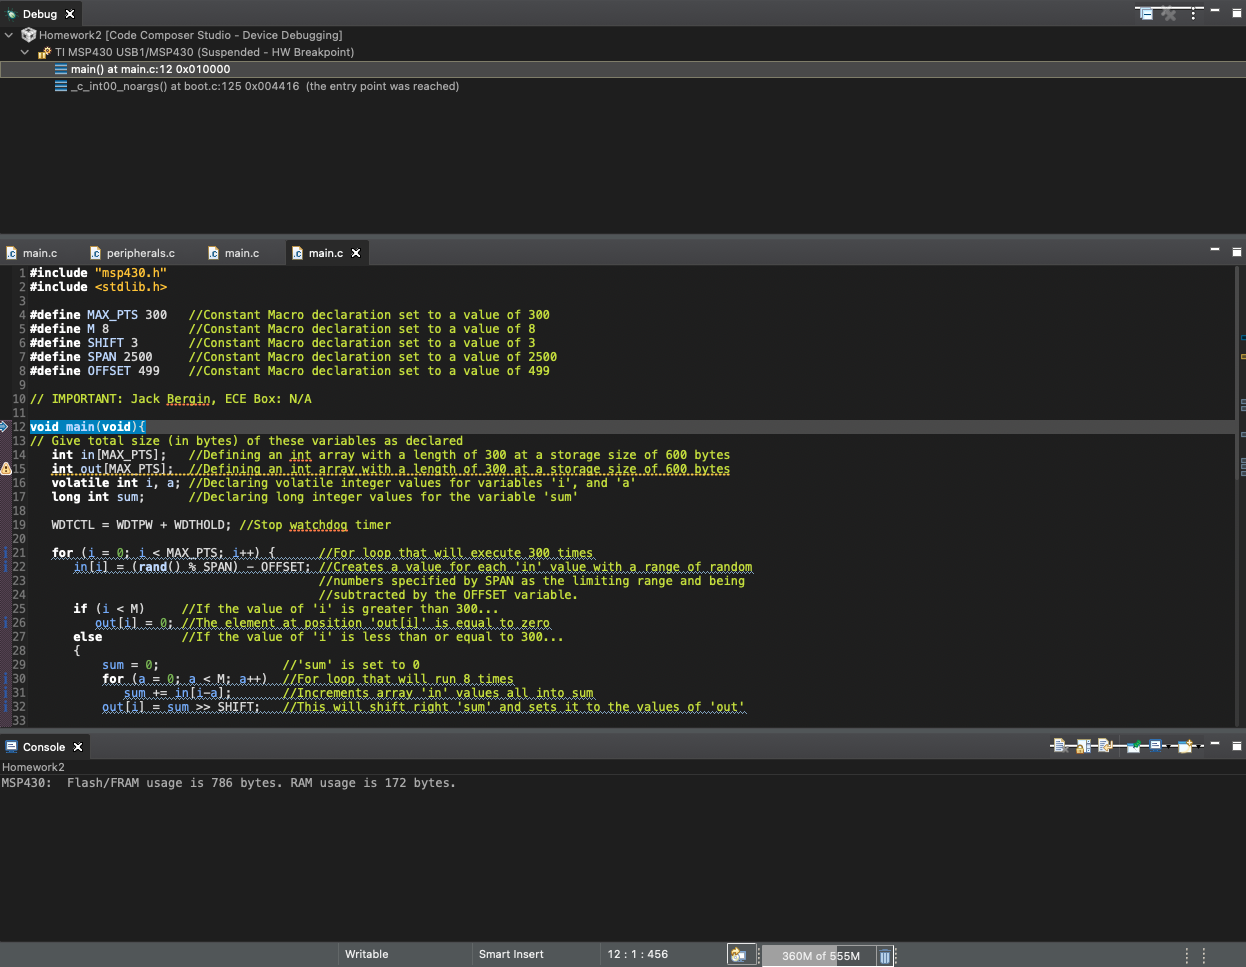 Debug
Homework2 [Code Composer Studio - Device Debugging]
TI MSP430 USB1/MSP430 (Suspended - HW Breakpoint)
main() at main.c:12 0x010000
_c_int00_noargs() at boot.c:125 0x004416  (the entry point was reached)
main.c peripherals.c main.c main.c
1 #include "msp430.h"
2 #include <stdlib.h>
3
4 #define MAX_PTS 300   //Constant Macro declaration set to a value of 300
5 #define M 8           //Constant Macro declaration set to a value of 8
6 #define SHIFT 3       //Constant Macro declaration set to a value of 3
7 #define SPAN 2500     //Constant Macro declaration set to a value of 2500
8 #define OFFSET 499    //Constant Macro declaration set to a value of 499
9
10 // IMPORTANT: Jack Bergin, ECE Box: N/A
11
12 void main(void){
13 // Give total size (in bytes) of these variables as declared
14    int in[MAX_PTS];   //Defining an int array with a length of 300 at a storage size of 600 bytes
15    int out[MAX_PTS];  //Defining an int array with a length of 300 at a storage size of 600 bytes
16    volatile int i, a; //Declaring volatile integer values for variables 'i', and 'a'
17    long int sum;      //Declaring long integer values for the variable 'sum'
18
19    WDTCTL = WDTPW + WDTHOLD; //Stop watchdog timer
20
21    for (i = 0; i < MAX_PTS; i++) {      //For loop that will execute 300 times
22       in[i] = (rand() % SPAN) - OFFSET; //Creates a value for each 'in' value with a range of random
23                                         //numbers specified by SPAN as the limiting range and being
24                                         //subtracted by the OFFSET variable.
25       if (i < M)     //If the value of 'i' is greater than 300...
26          out[i] = 0; //The element at position 'out[i]' is equal to zero
27       else           //If the value of 'i' is less than or equal to 300...
28       {
29           sum = 0;                 //'sum' is set to 0
30           for (a = 0; a < M; a++)  //For loop that will run 8 times
31              sum += in[i-a];       //Increments array 'in' values all into sum
32           out[i] = sum >> SHIFT;   //This will shift right 'sum' and sets it to the values of 'out'
33
Console
Homework2
MSP430:  Flash/FRAM usage is 786 bytes. RAM usage is 172 bytes.
Writable Smart Insert 12 : 1 : 456 360M of 555M